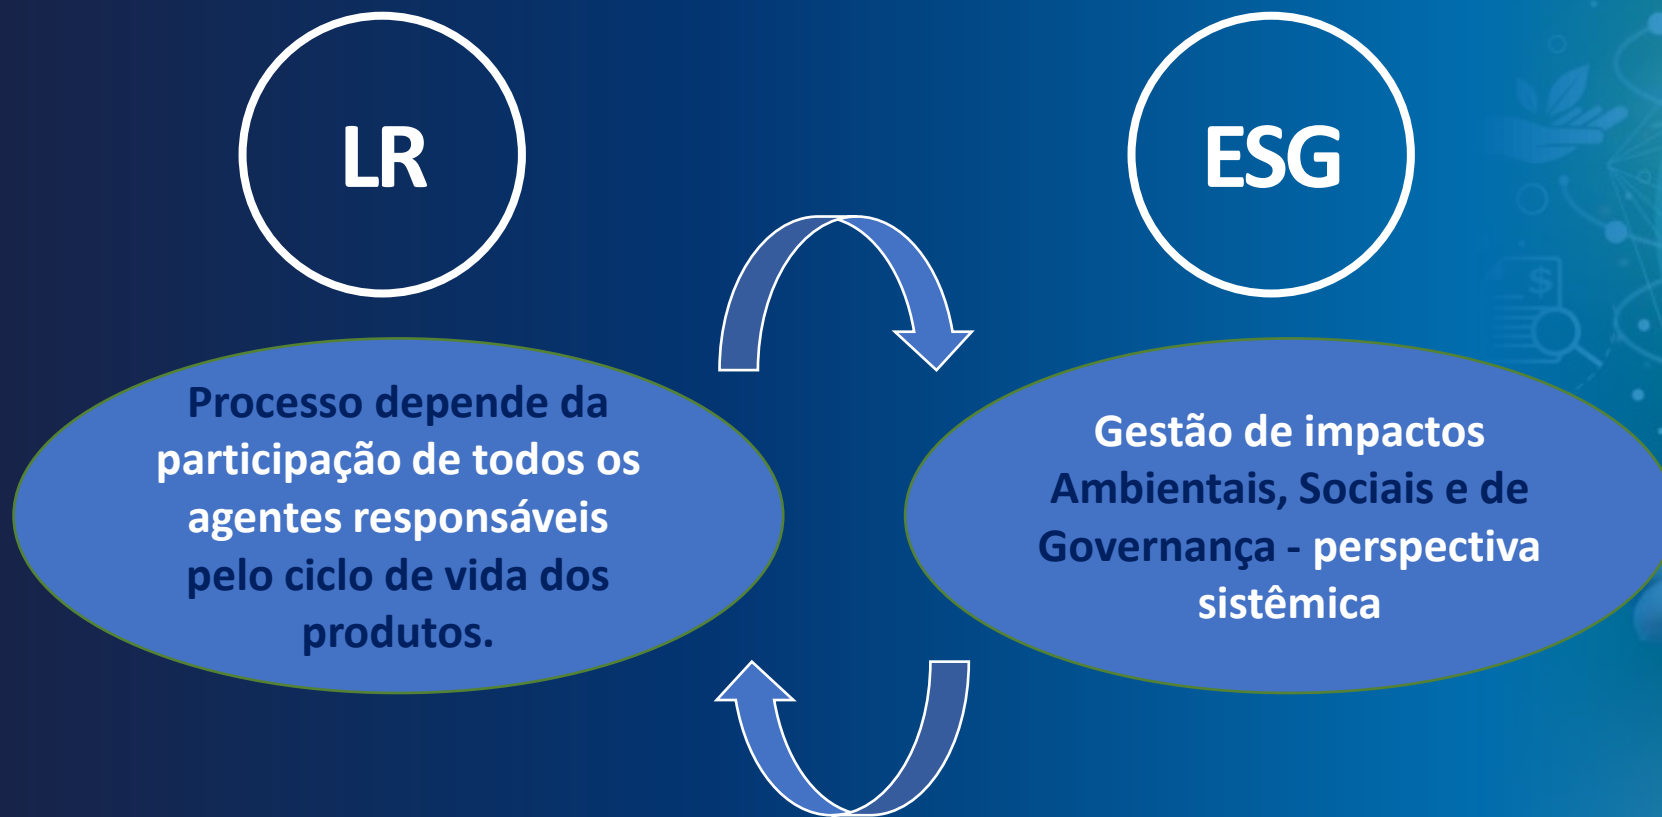 LR
ESG
Processo depende da
participação de todos os
agentes responsáveis
pelo ciclo de vida dos
produtos.
Gestão de impactos
Ambientais, Sociais e de
Governança - perspectiva
sistêmica
$